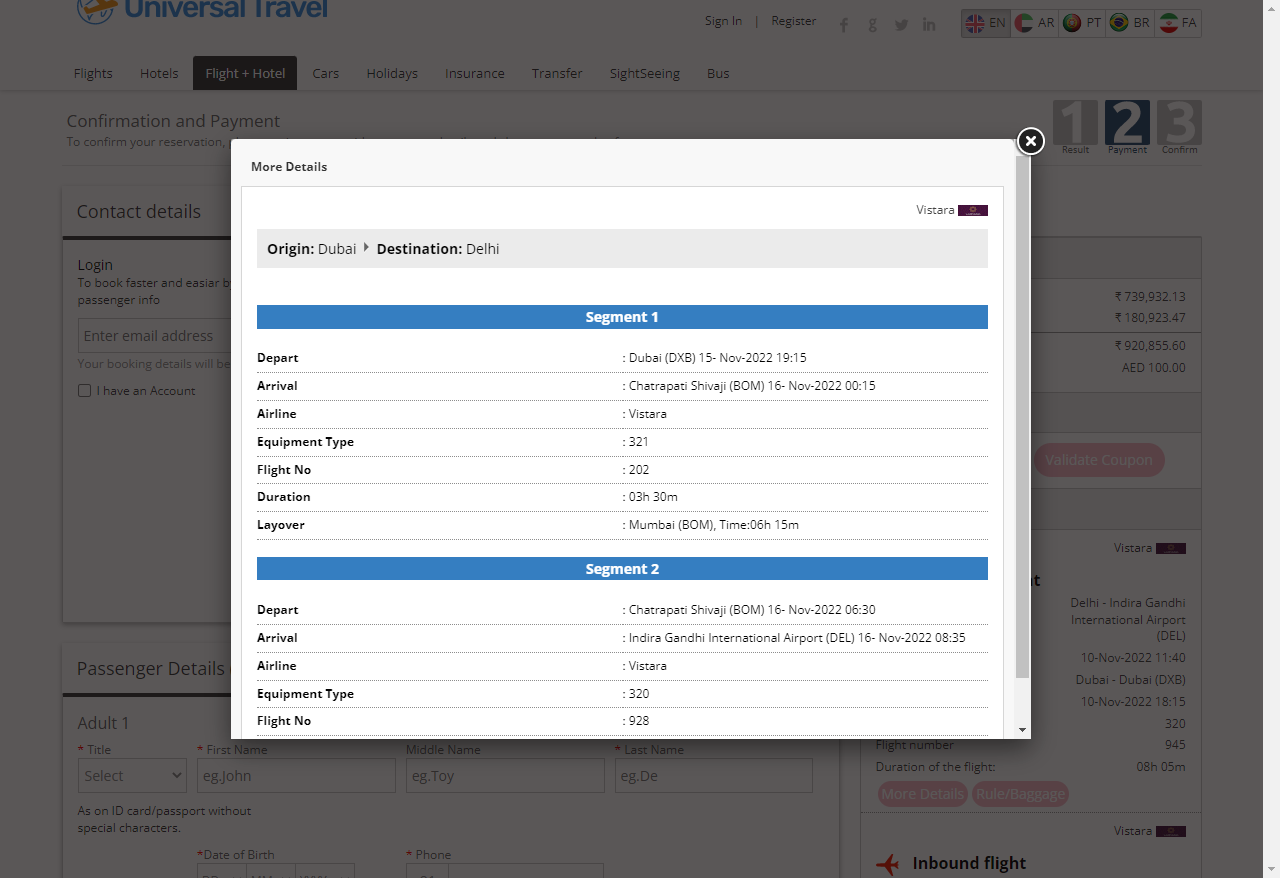 Universal Travel
Sign In | Register
EN AR PT BR FA
Flights Hotels Flight + Hotel Cars Holidays Insurance Transfer SightSeeing Bus
Confirmation and Payment
To confirm your reservation,
1 2 3
Result Payment Confirm
More Details
Vistara
Origin: Dubai Destination: Delhi
Segment 1
Depart : Dubai (DXB) 15- Nov-2022 19:15
Arrival : Chatrapati Shivaji (BOM) 16- Nov-2022 00:15
Airline : Vistara
Equipment Type : 321
Flight No : 202
Duration : 03h 30m
Layover : Mumbai (BOM), Time:06h 15m
Segment 2
Depart : Chatrapati Shivaji (BOM) 16- Nov-2022 06:30
Arrival : Indira Gandhi International Airport (DEL) 16- Nov-2022 08:35
Airline : Vistara
Equipment Type : 320
Flight No : 928
Contact details
Login
To book faster and easiar
passenger info
Enter email address
Your booking details will be
I have an Account
Passenger Details
Adult 1
* Title * First Name Middle Name * Last Name
Select eg.John eg.Toy eg.De
As on ID card/passport without
special characters.
*Date of Birth * Phone
₹ 739,932.13
₹ 180,923.47
₹ 920,855.60
AED 100.00
Validate Coupon
Vistara
Delhi - Indira Gandhi
International Airport
(DEL)
10-Nov-2022 11:40
Dubai - Dubai (DXB)
10-Nov-2022 18:15
320
Flight number 945
Duration of the flight: 08h 05m
More Details Rule/Baggage
Vistara
Inbound flight